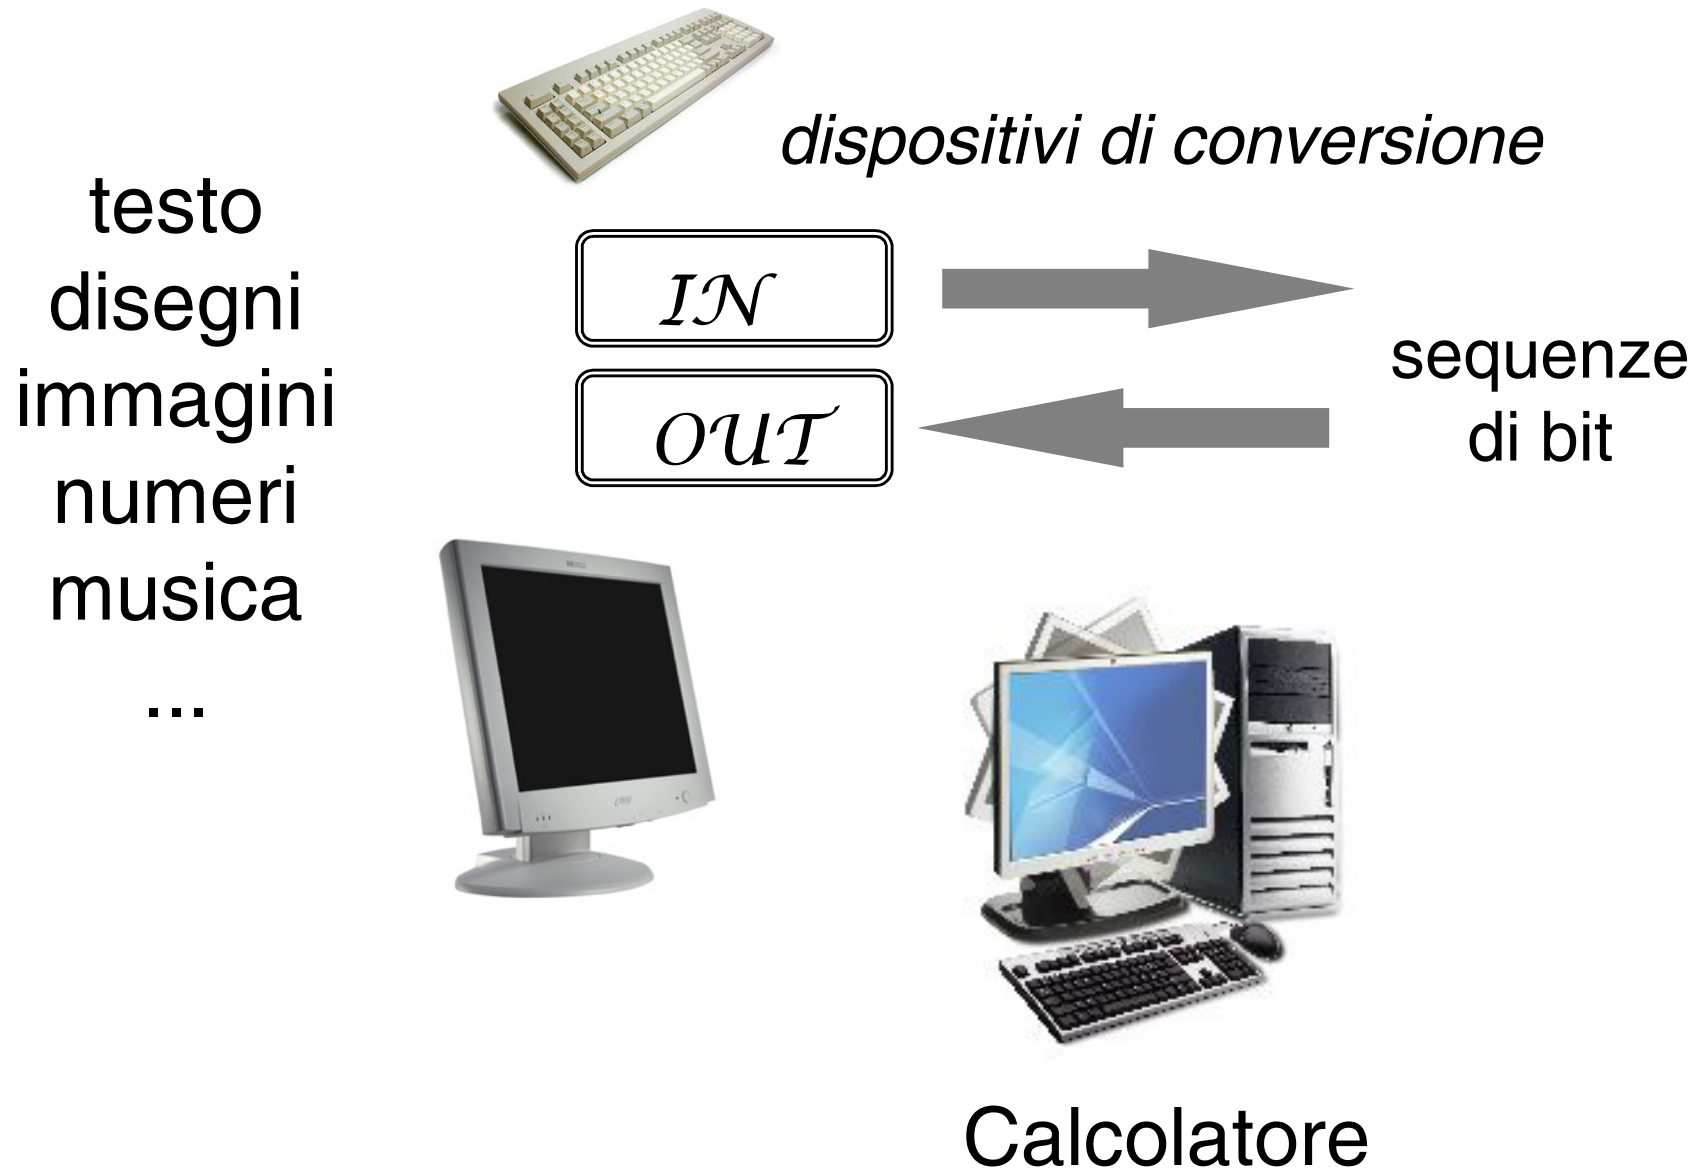 dispositivi di conversione
testo
disegni
immagini
numeri
musica
...
IN
OUT
sequenze
di bit
Calcolatore